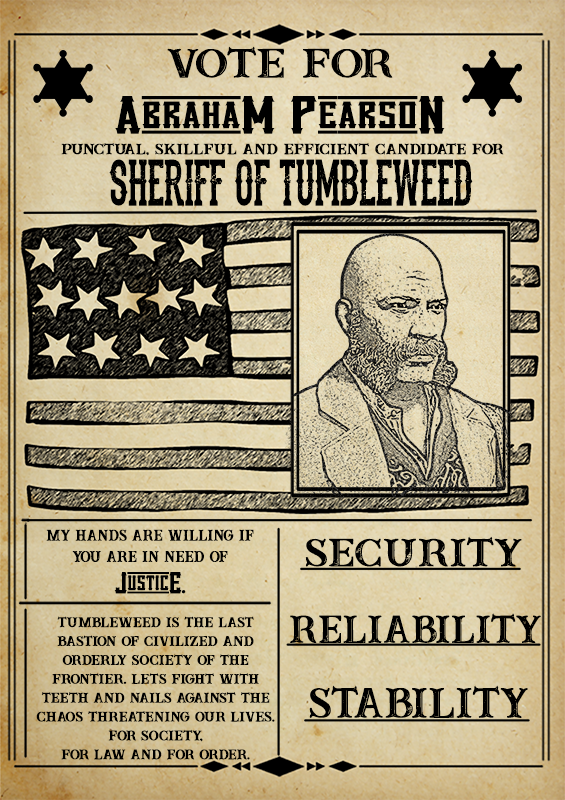 VOTE FOR
ABRAHAM PEARSON
PUNCTUAL, SKILLFUL AND EFFICIENT CANDIDATE FOR
SHERIFF OF TUMBLEWEED
MY HANDS ARE WILLING IF
YOU ARE IN NEED OF
JUSTICE.
TUMBLEWEED IS THE LAST
BASTION OF CIVILIZED AND
ORDERLY SOCIETY OF THE
FRONTIER. LETS FIGHT WITH
TEETH AND NAILS AGAINST THE
CHAOS THREATENING OUR LIVES.
FOR SOCIETY,
FOR LAW AND FOR ORDER.
SECURITY
RELIABILITY
STABILITY